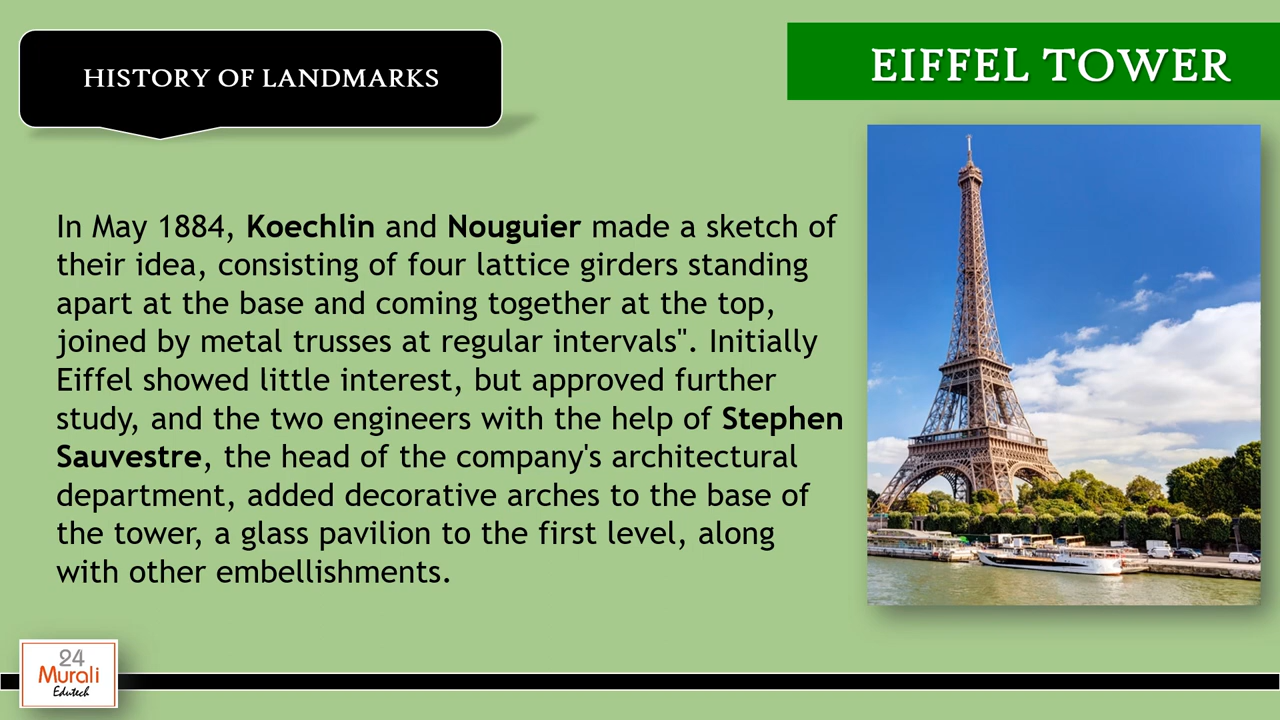 HISTORY OF LANDMARKS
EIFFEL TOWER
In May 1884, Koechlin and Nouguier made a sketch of
their idea, consisting of four lattice girders standing
apart at the base and coming together at the top,
joined by metal trusses at regular intervals". Initially
Eiffel showed little interest, but approved further
study, and the two engineers with the help of Stephen
Sauvestre, the head of the company's architectural
department, added decorative arches to the base of
the tower, a glass pavilion to the first level, along
with other embellishments.
24
Murali
Edutech